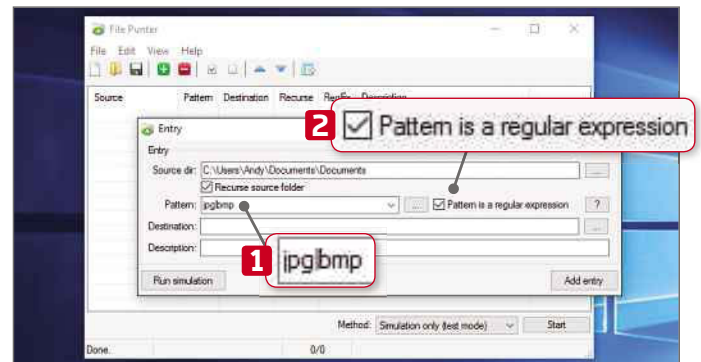 File Punter
File Edit View Help
Source Pattern Destination Recurse RegEx Description
Entry
2 Pattern is a regular expression
Entry
Source dir: C:\Users\Andy\Documents\Documents ...
Recurse source folder
Pattern: jpg|bmp ... Pattern is a regular expression ?
Destination: ...
Description:
1 jpg|bmp
Run simulation Add entry
Method: Simulation only (test mode) Start
Done. 0/0